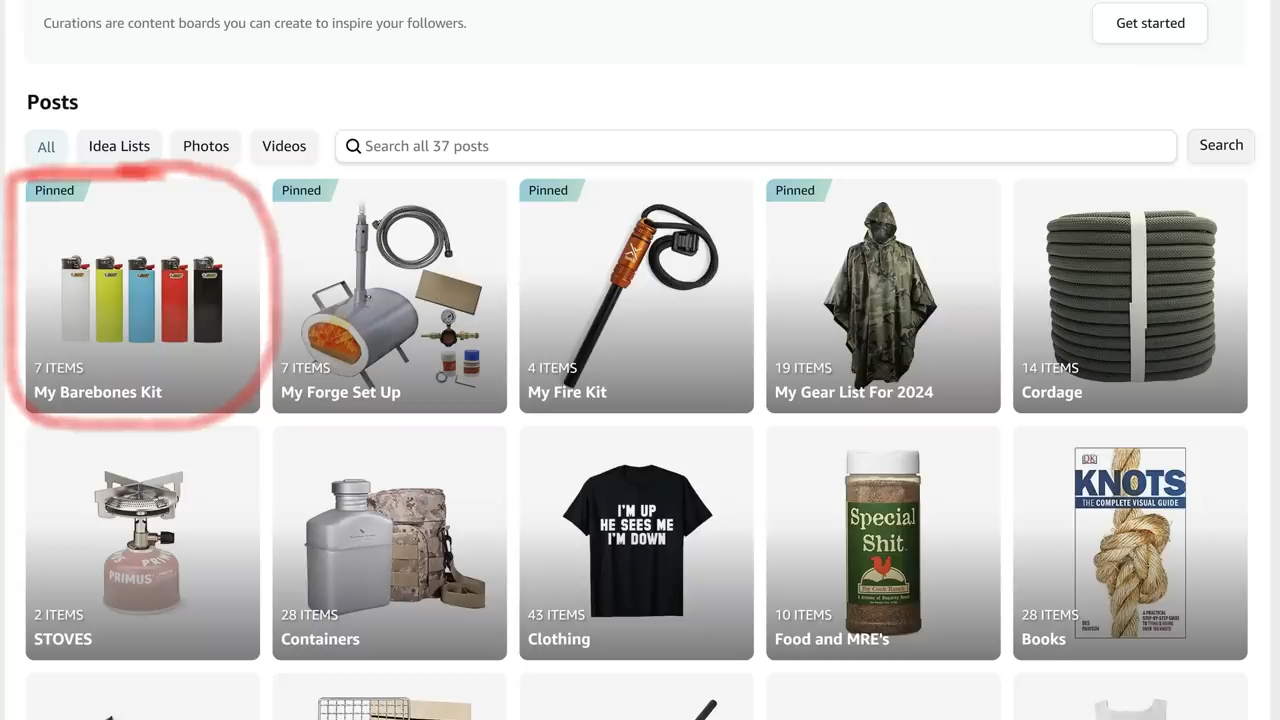 Curations are content boards you can create to inspire your followers.
Get started
Posts
All
Idea Lists
Photos
Videos
Search all 37 posts
Search
Pinned
7 ITEMS
My Barebones Kit
Pinned
7 ITEMS
My Forge Set Up
Pinned
4 ITEMS
My Fire Kit
Pinned
19 ITEMS
My Gear List For 2024
14 ITEMS
Cordage
PRIMUS
2 ITEMS
STOVES
28 ITEMS
Containers
I'M UP
HE SEES ME
I'M DOWN
43 ITEMS
Clothing
Special
Shit.
10 ITEMS
Food and MRE's
DK
KNOTS
THE COMPLETE VISUAL GUIDE
28 ITEMS
Books